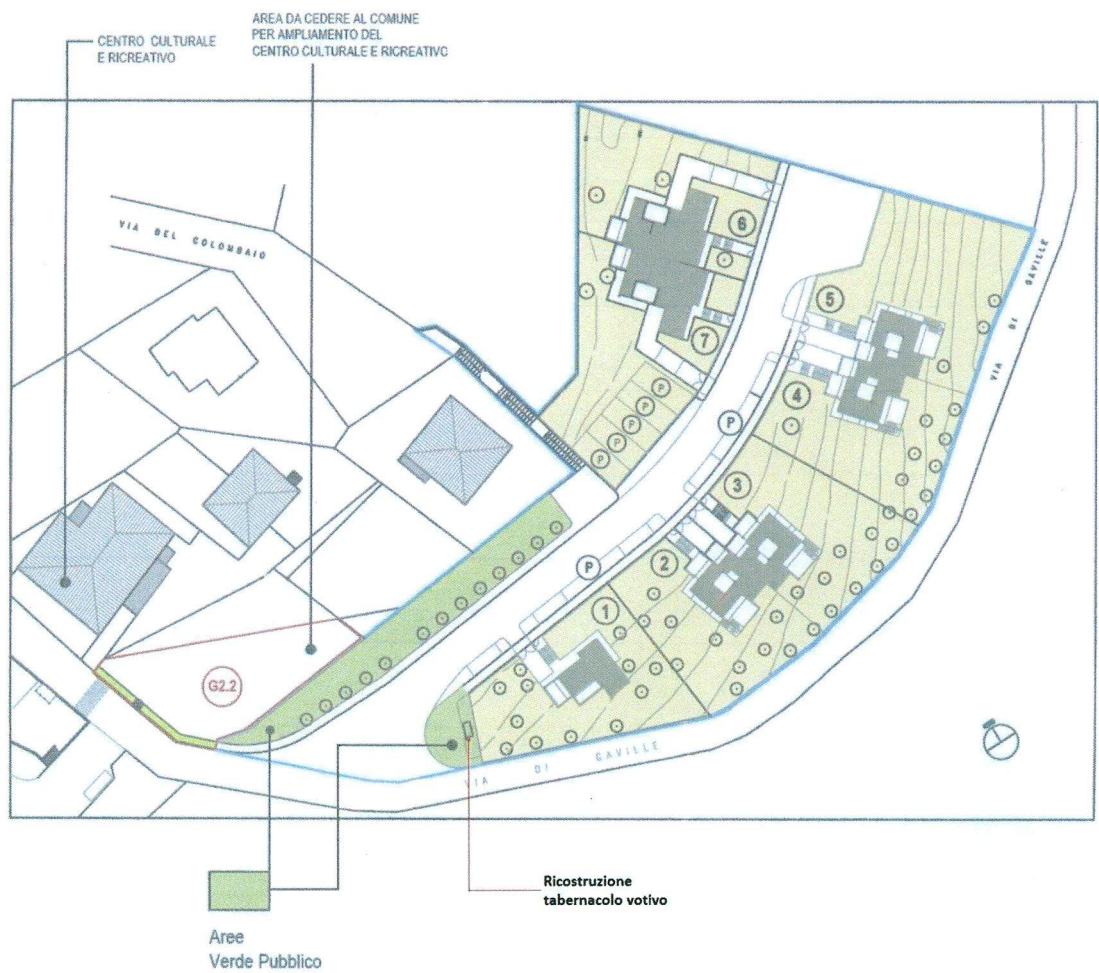 AREA DA CEDERE AL COMUNE
PER AMPLIAMENTO DEL
CENTRO CULTURALE E RICREATIVO
CENTRO CULTURALE
E RICREATIVO
VIA DEL COLOMBAIO
6
5
VIA DI GAVILLE
7
4
P
P
P
P
P
P
3
2
P
1
G2.2
VIA DI GAVILLE
Ricostruzione
tabernacolo votivo
Aree
Verde Pubblico